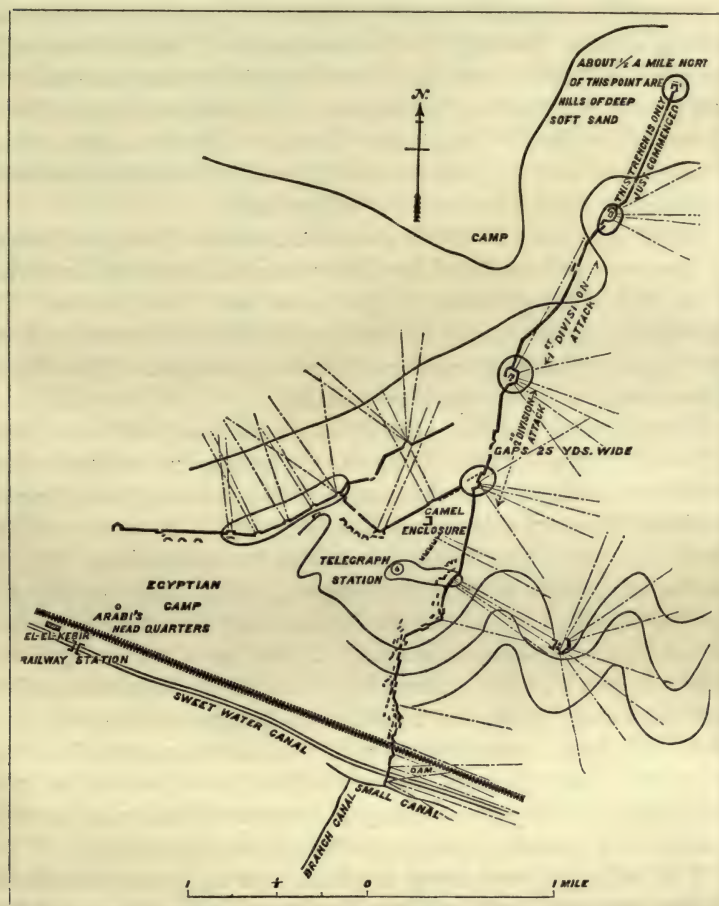 ABOUT ½ A MILE NORT
OF THIS POINT ARE
HILLS OF DEEP
SOFT SAND
N.
THIS TRENCH IS ONLY
JUST COMMENCED
CAMP
1ST DIVISION
ATTACK
2ND DIVISION
ATTACK
GAPS 25 YDS. WIDE
CAMEL
ENCLOSURE
TELEGRAPH
STATION
EGYPTIAN
CAMP
ARABI'S
HEAD QUARTERS
EL-EL-KEBIR
RAILWAY STATION
SWEET WATER CANAL
DAM
SMALL CANAL
BRANCH CANAL
1
0
1 MILE